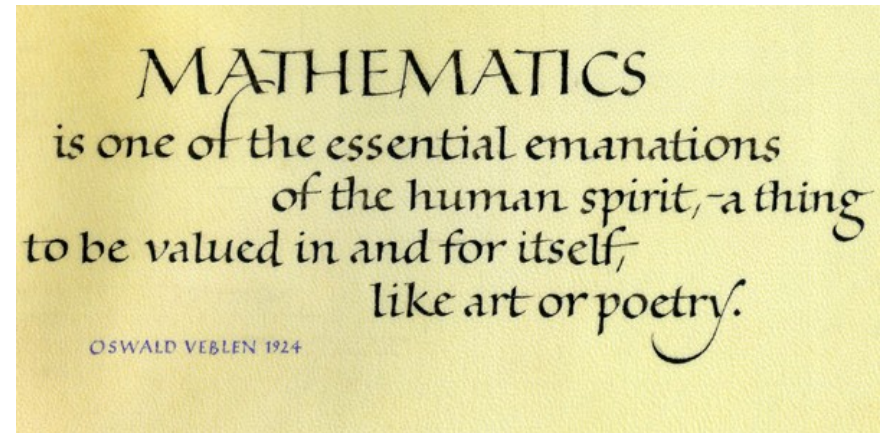 MATHEMATICS
is one of the essential emanations
of the human spirit,-a thing
to be valued in and for itself,
like art or poetry.
OSWALD VEBLEN 1924